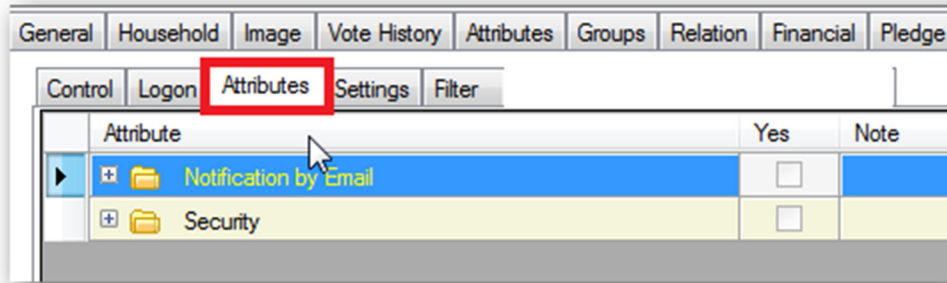 General Household Image Vote History Attributes Groups Relation Financial Pledge
Control Logon Attributes Settings Filter
Attribute Yes Note
Notification by Email
Security